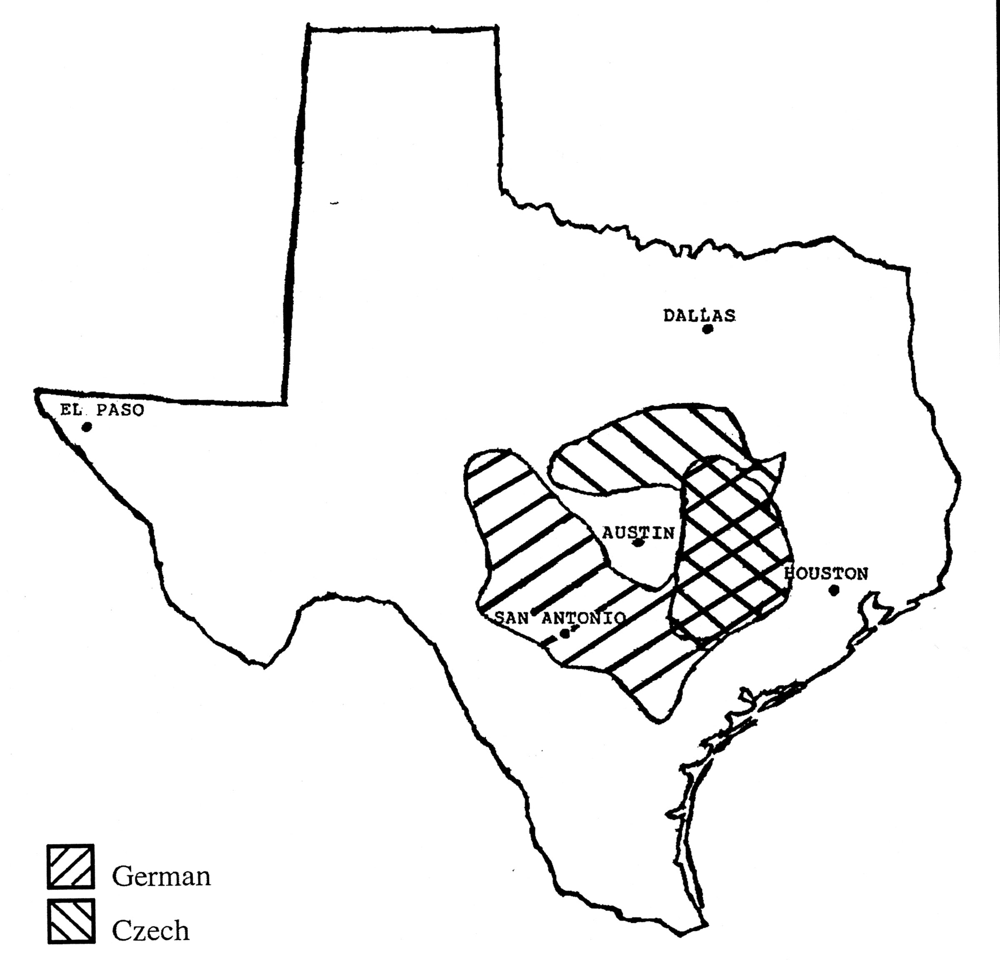 DALLAS
EL PASO
AUSTIN
HOUSTON
SAN ANTONIO
German
Czech